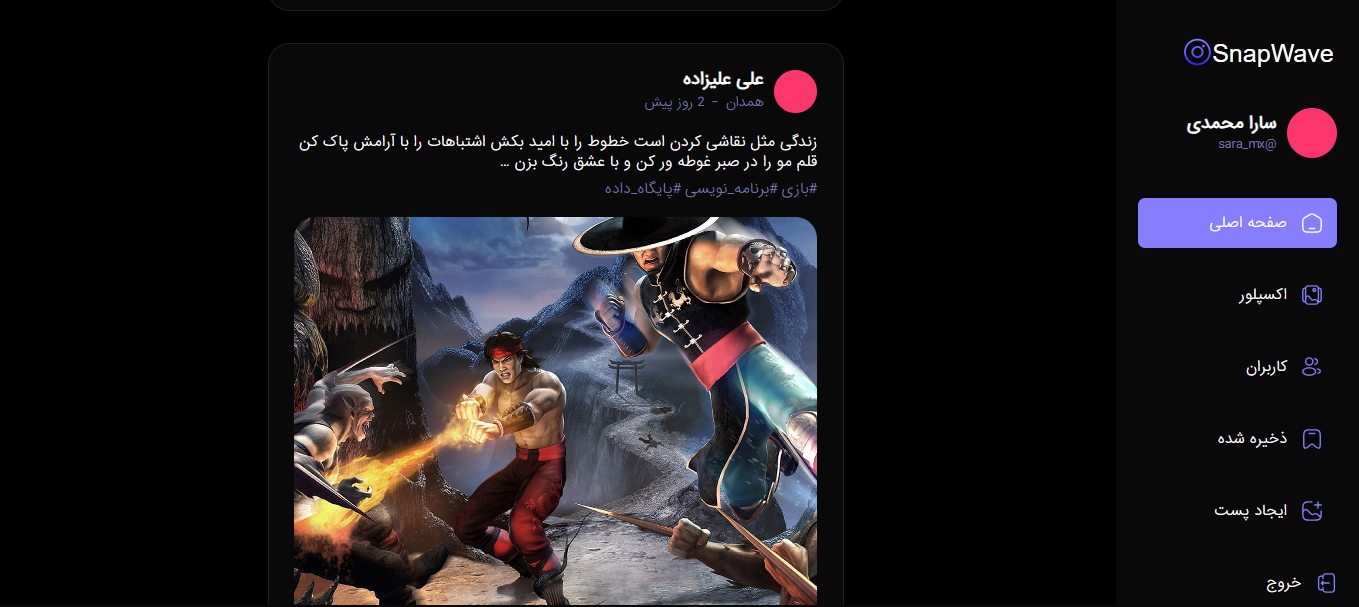 SnapWave
سارا محمدی
@sara_mx
صفحه اصلی
اکسپلور
کاربران
ذخیره شده
ایجاد پست
خروج
علی علیزاده
همدان - 2 روز پیش
زندگی مثل نقاشی کردن است خطوط را با امید بکش اشتباهات را با آرامش پاک کن
قلم مو را در صبر غوطه ور کن و با عشق رنگ بزن ...
#بازی #برنامه_نویسی #پایگاه_داده